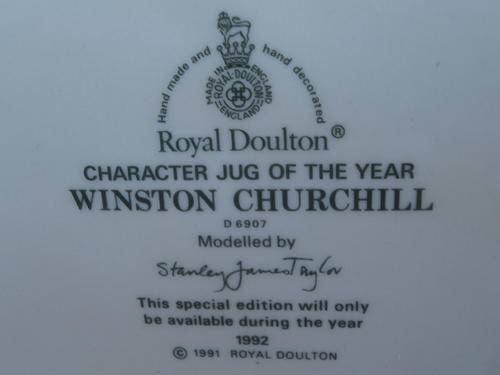 Hand made and hand decorated
MADE IN ENGLAND
ROYAL·DOULTON
ENGLAND
Royal Doulton®
CHARACTER JUG OF THE YEAR
WINSTON CHURCHILL
D 6907
Modelled by
Stanley James Taylor
This special edition will only
be available during the year
1992
© 1991 ROYAL DOULTON